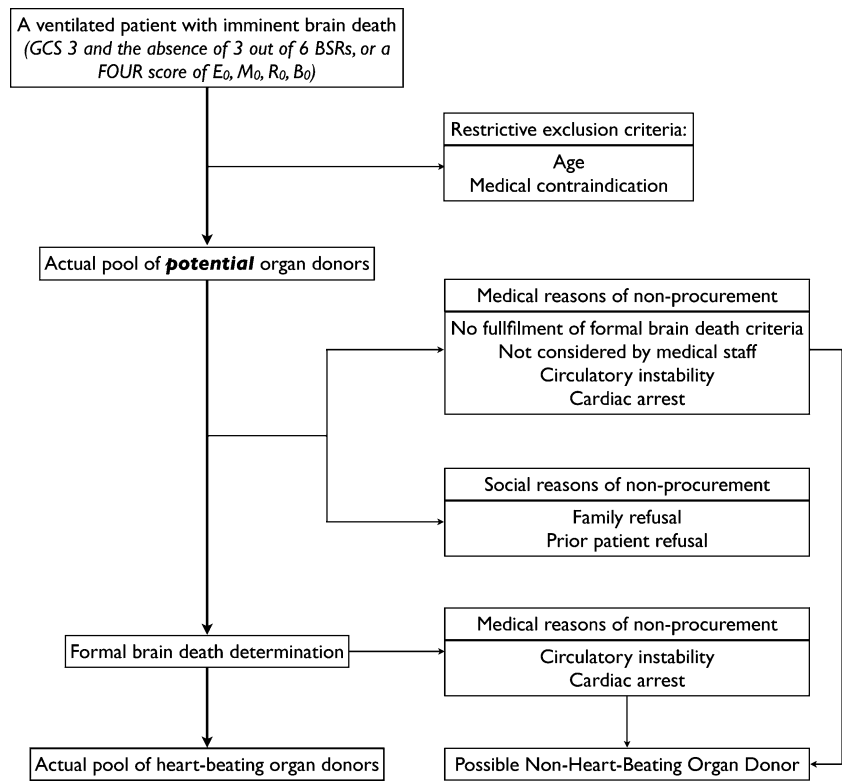 A ventilated patient with imminent brain death
(GCS 3 and the absence of 3 out of 6 BSRs, or a
FOUR score of E0, M0, R0, B0)
Restrictive exclusion criteria:
Age
Medical contraindication
Actual pool of potential organ donors
Medical reasons of non-procurement
No fullfilment of formal brain death criteria
Not considered by medical staff
Circulatory instability
Cardiac arrest
Social reasons of non-procurement
Family refusal
Prior patient refusal
Medical reasons of non-procurement
Formal brain death determination
Circulatory instability
Cardiac arrest
Actual pool of heart-beating organ donors
Possible Non-Heart-Beating Organ Donor